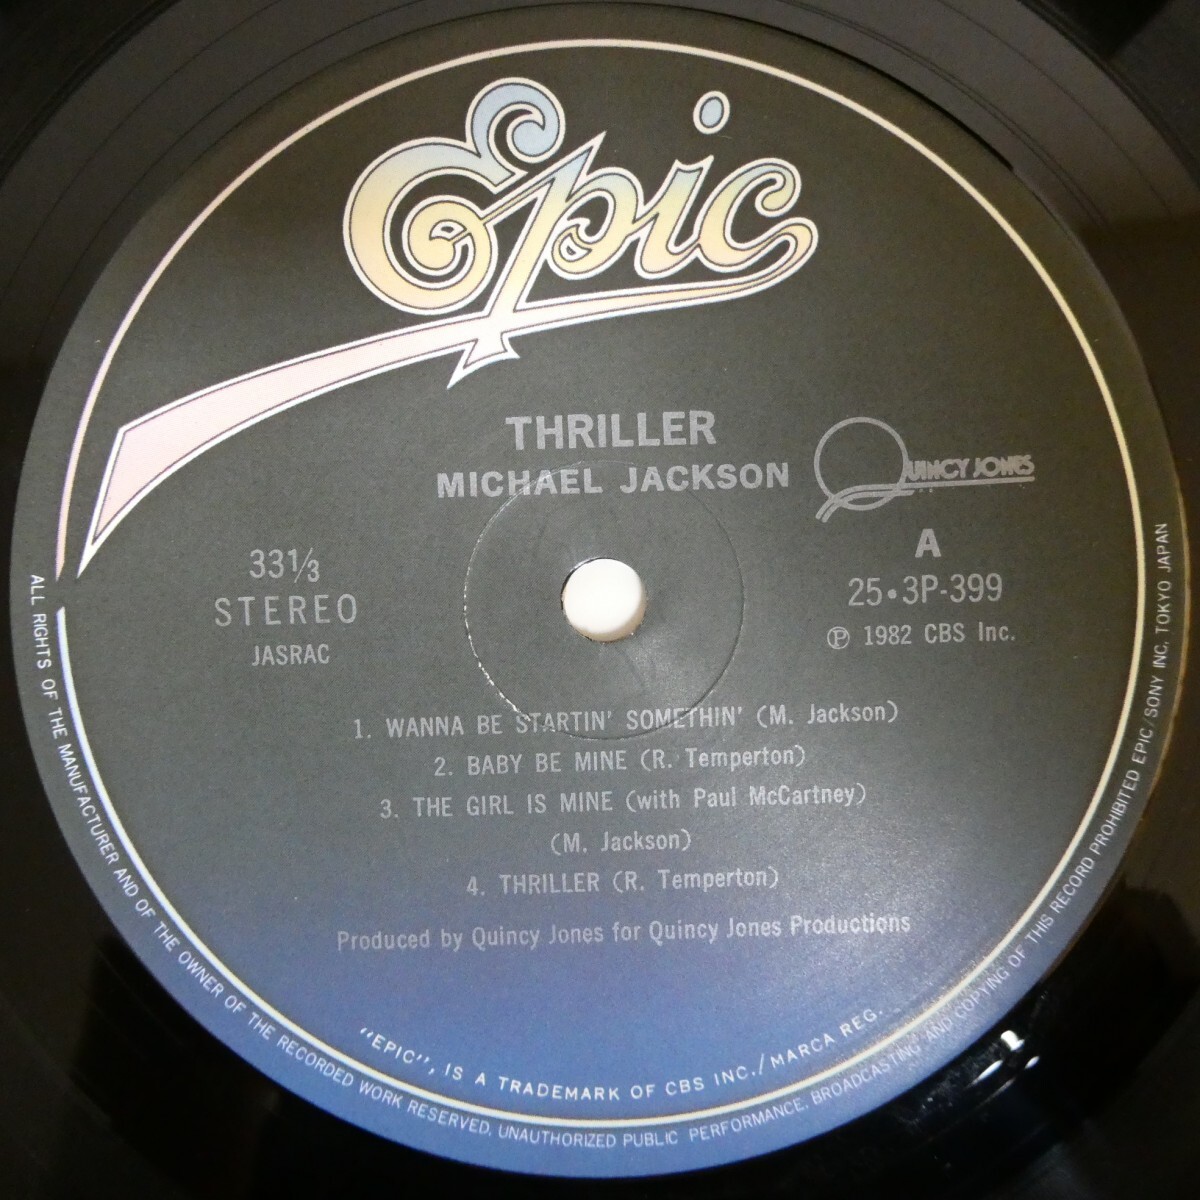 Epic
THRILLER
MICHAEL JACKSON
QUINCY JONES
33⅓
STEREO
JASRAC
A
25・3P-399
Ⓟ 1982 CBS Inc.
1. WANNA BE STARTIN' SOMETHIN' (M. Jackson)
2. BABY BE MINE (R. Temperton)
3. THE GIRL IS MINE (with Paul McCartney)
(M. Jackson)
4. THRILLER (R. Temperton)
Produced by Quincy Jones for Quincy Jones Productions
"EPIC", IS A TRADEMARK OF CBS INC./MARCA REG.
ALL RIGHTS OF THE MANUFACTURER AND OF THE OWNER OF THE RECORDED WORK RESERVED. UNAUTHORIZED PUBLIC PERFORMANCE, BROADCASTING AND COPYING OF THIS RECORD PROHIBITED EPIC/SONY INC. TOKYO JAPAN